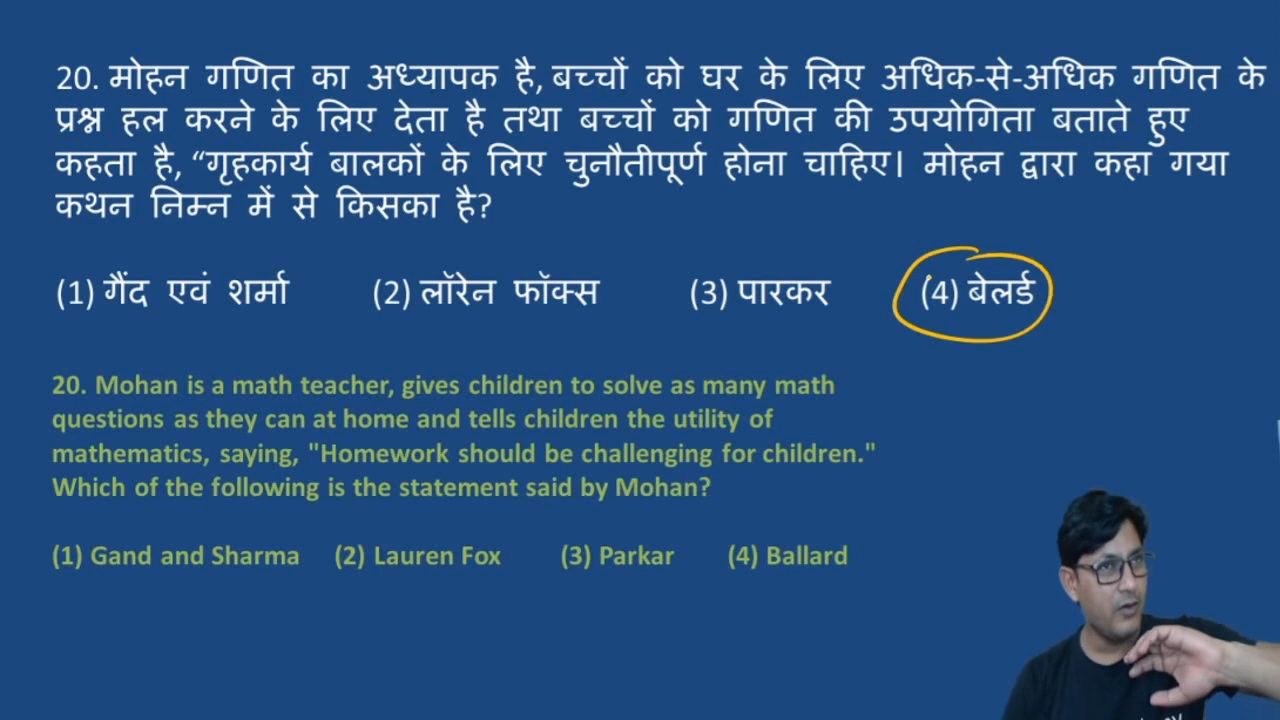 20. मोहन गणित का अध्यापक है, बच्चों को घर के लिए अधिक-से-अधिक गणित के
प्रश्न हल करने के लिए देता है तथा बच्चों को गणित की उपयोगिता बताते हुए
कहता है, “गृहकार्य बालकों के लिए चुनौतीपूर्ण होना चाहिए। मोहन द्वारा कहा गया
कथन निम्न में से किसका है?
(1) गैंद एवं शर्मा (2) लॉरेन फॉक्स (3) पारकर (4) बेलर्ड
20. Mohan is a math teacher, gives children to solve as many math
questions as they can at home and tells children the utility of
mathematics, saying, "Homework should be challenging for children."
Which of the following is the statement said by Mohan?
(1) Gand and Sharma (2) Lauren Fox (3) Parkar (4) Ballard